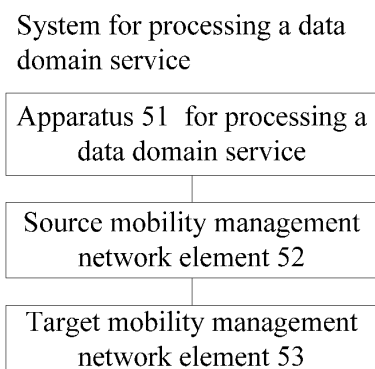 System for processing a data
domain service
Apparatus 51 for processing a
data domain service
Source mobility management
network element 52
Target mobility management
network element 53